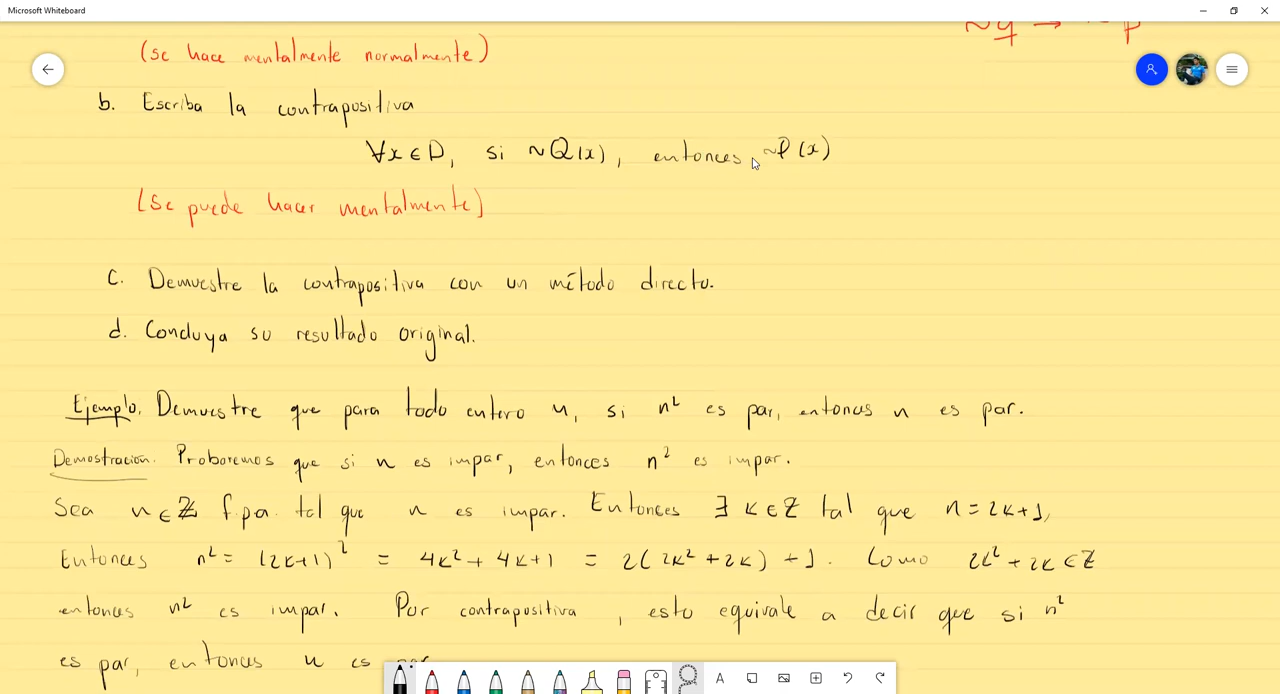 Microsoft Whiteboard
~q → ~p
(se hace mentalmente normalmente)
b. Escriba la contrapositiva
∀x ∈ D, si ~Q(x), entonces ~P(x)
(Se puede hacer mentalmente)
c. Demuestre la contrapositiva con un método directo.
d. Concluya su resultado original.
Ejemplo. Demuestre que para todo entero n, si n² es par, entonces n es par.
Demostración. Probaremos que si n es impar, entonces n² es impar.
Sea n ∈ ℤ f.p.a. tal que n es impar. Entonces ∃ k ∈ ℤ tal que n = 2k+1,
Entonces n² = (2k+1)² = 4k² + 4k + 1 = 2(2k² + 2k) + 1. Como 2k² + 2k ∈ ℤ
entonces n² es impar. Por contrapositiva, esto equivale a decir que si n²
es par, entonces n es par
A